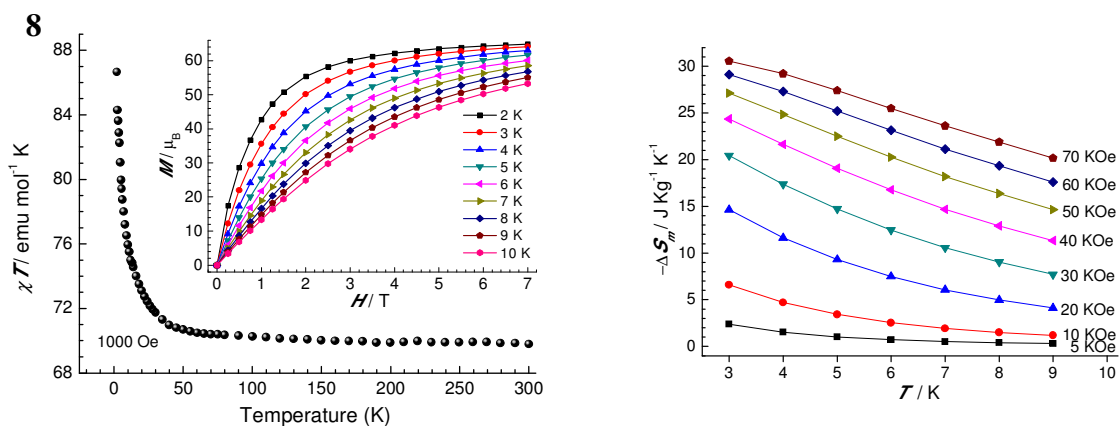 8
χT / emu mol⁻¹ K
88
84
80
76
72
68
0 50 100 150 200 250 300
Temperature (K)
1000 Oe
M / μB
60
50
40
30
20
10
0
0 1 2 3 4 5 6 7
H / T
2 K
3 K
4 K
5 K
6 K
7 K
8 K
9 K
10 K
−ΔSm / J Kg⁻¹ K⁻¹
30
25
20
15
10
5
0
3 4 5 6 7 8 9 10
T / K
70 KOe
60 KOe
50 KOe
40 KOe
30 KOe
20 KOe
10 KOe
5 KOe